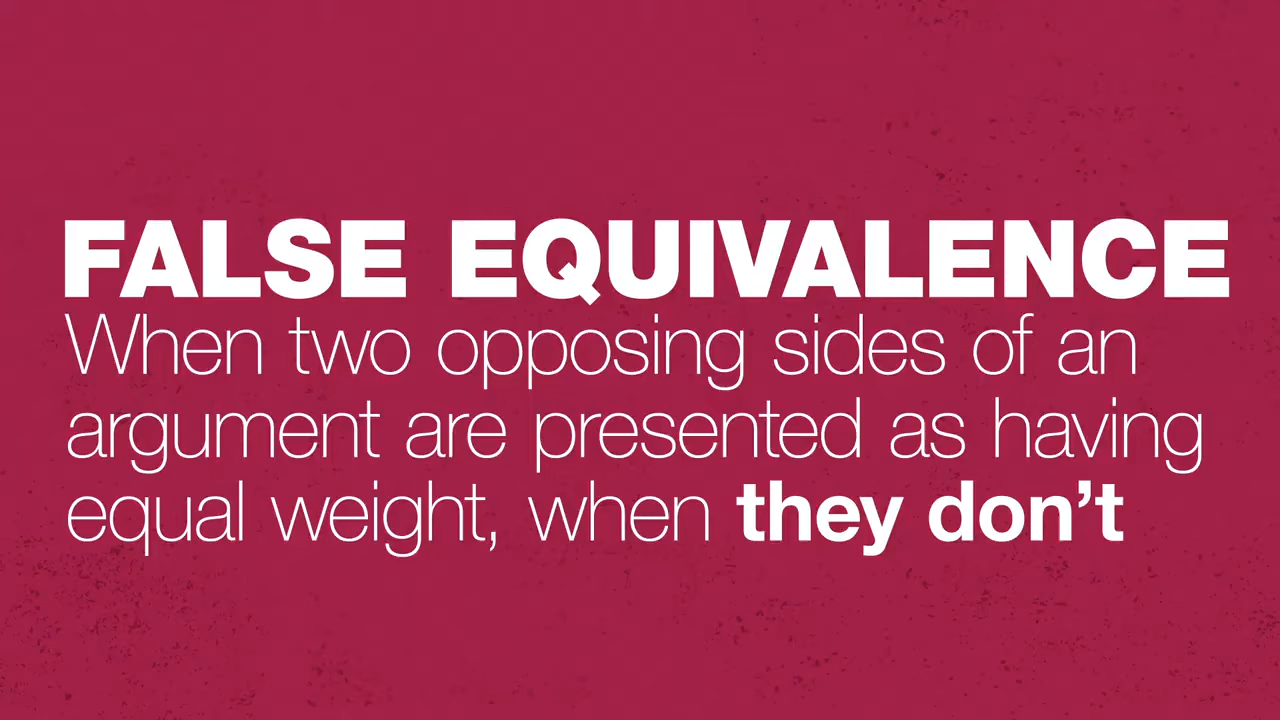 FALSE EQUIVALENCE
When two opposing sides of an
argument are presented as having
equal weight, when they don’t